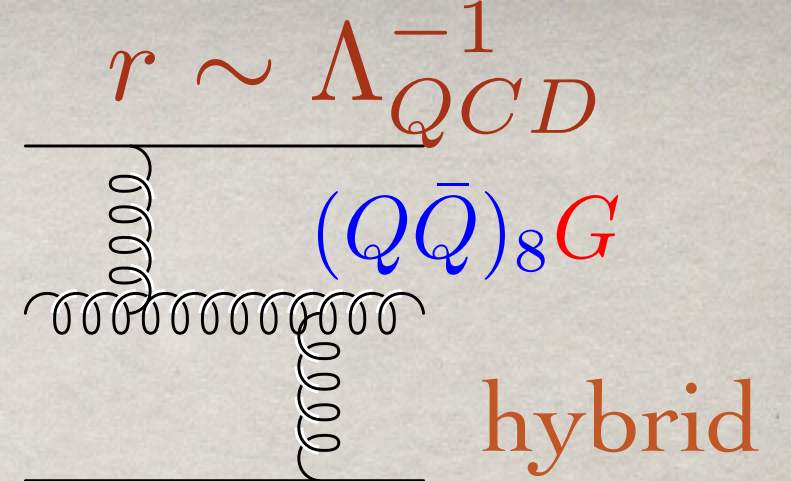 r ∼ Λ_{QCD}^{−1}
(QQ̄)₈G
hybrid